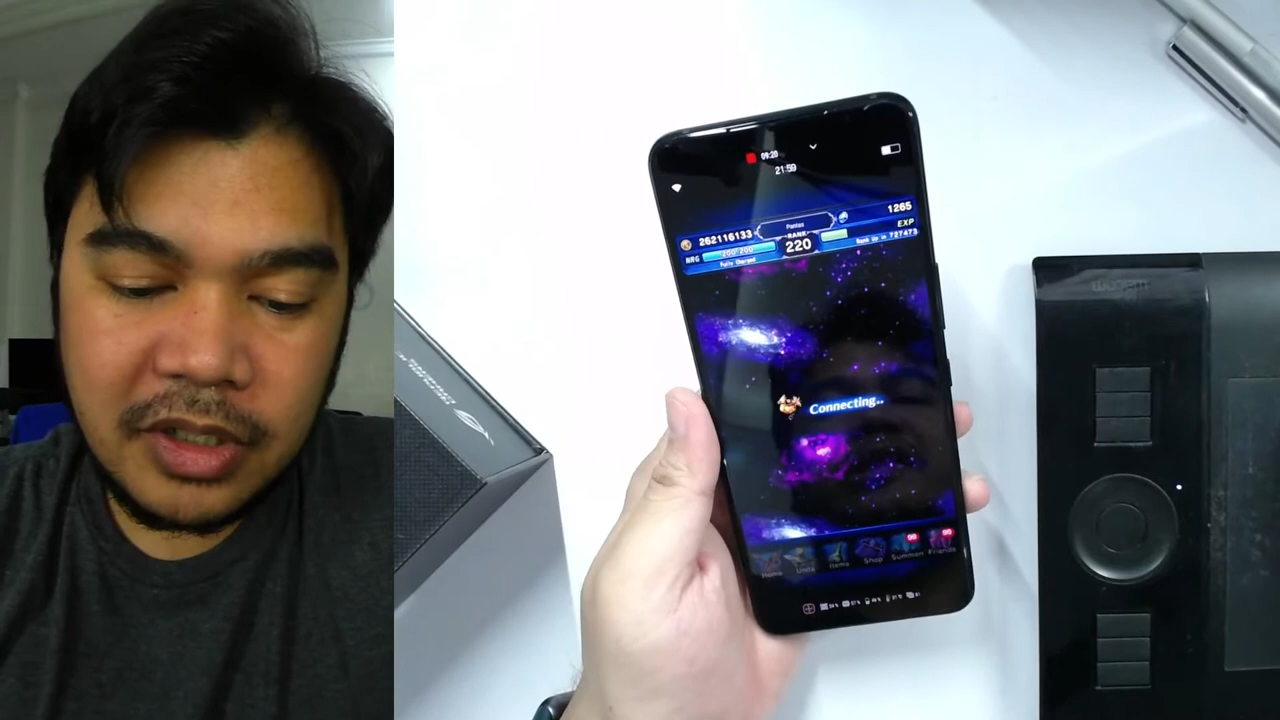 09:20
21:59
262116133
Pantas
1265
RANK
EXP
NRG
200/200
220
Rank Up in 727473
Fully Charged
Connecting..
Home
Units
Items
Shop
Summon
Friends
wacom